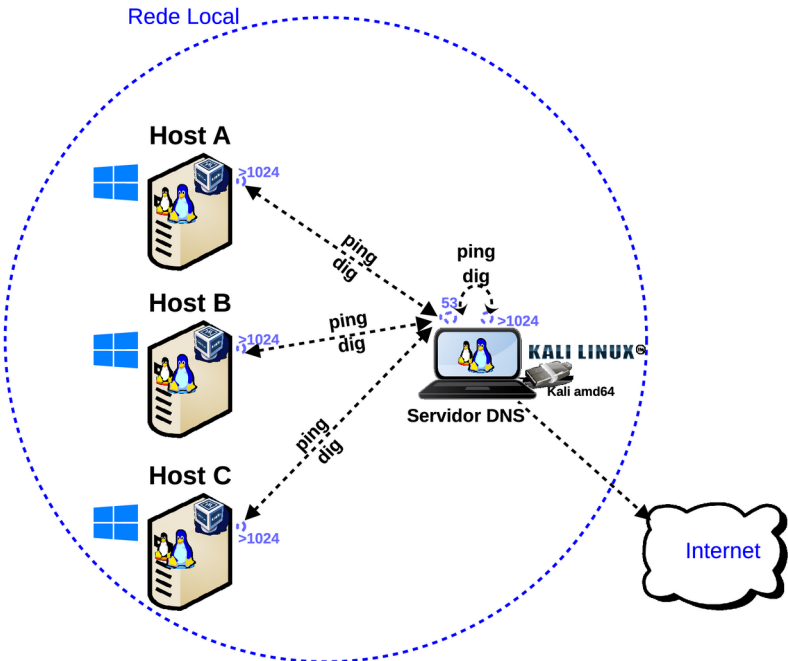 Rede Local
Host A
>1024
ping
dig
ping
dig
Host B
53
>1024
>1024
ping
dig
KALI LINUX
Kali amd64
Servidor DNS
ping
dig
Host C
>1024
Internet